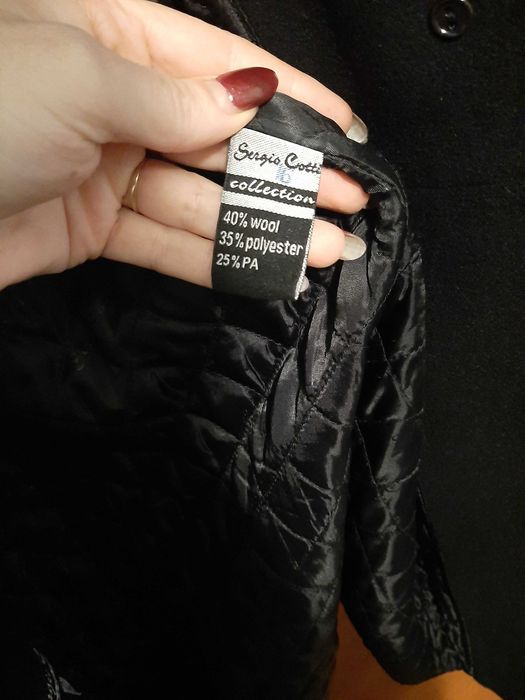 Sergio Cotti
collection
40% wool
35% polyester
25% PA